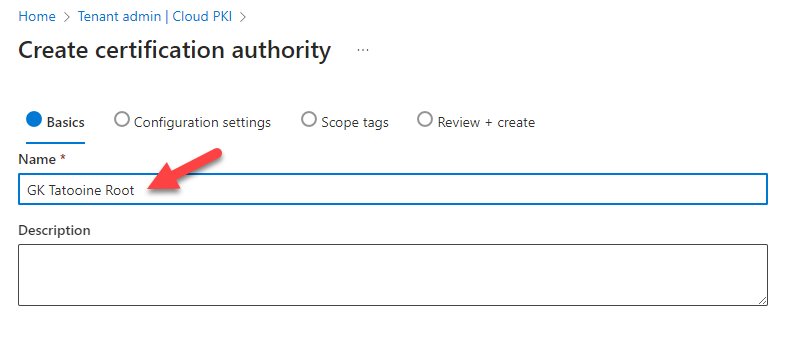 Home > Tenant admin | Cloud PKI >
Create certification authority ...
Basics Configuration settings Scope tags Review + create
Name *
GK Tatooine Root
Description